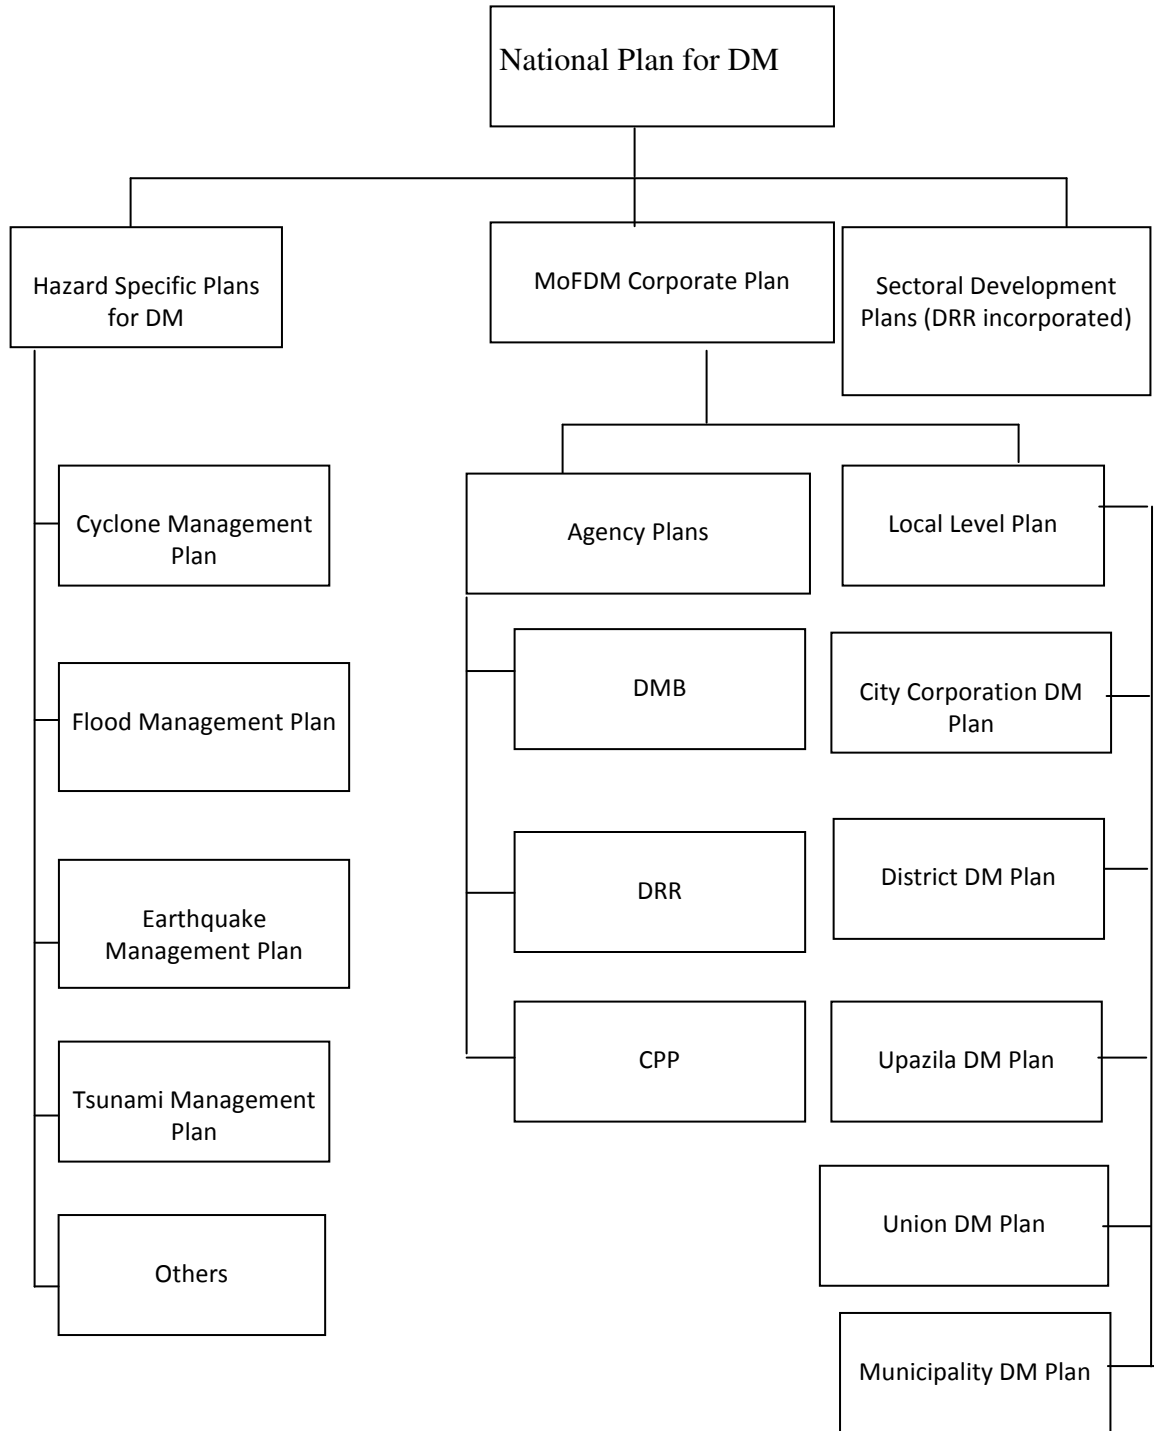 National Plan for DM
Hazard Specific Plans
for DM
MoFDM Corporate Plan
Sectoral Development
Plans (DRR incorporated)
Cyclone Management
Plan
Flood Management Plan
Earthquake
Management Plan
Tsunami Management
Plan
Others
Agency Plans
DMB
DRR
CPP
Local Level Plan
City Corporation DM
Plan
District DM Plan
Upazila DM Plan
Union DM Plan
Municipality DM Plan